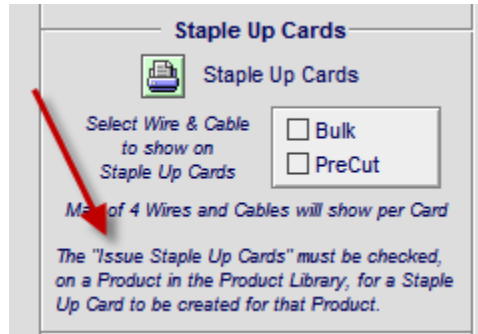 Staple Up Cards
Staple Up Cards
Select Wire & Cable
to show on
Staple Up Cards
Bulk
PreCut
of 4 Wires and Cables will show per Card
The "Issue Staple Up Cards" must be checked,
on a Product in the Product Library, for a Staple
Up Card to be created for that Product.